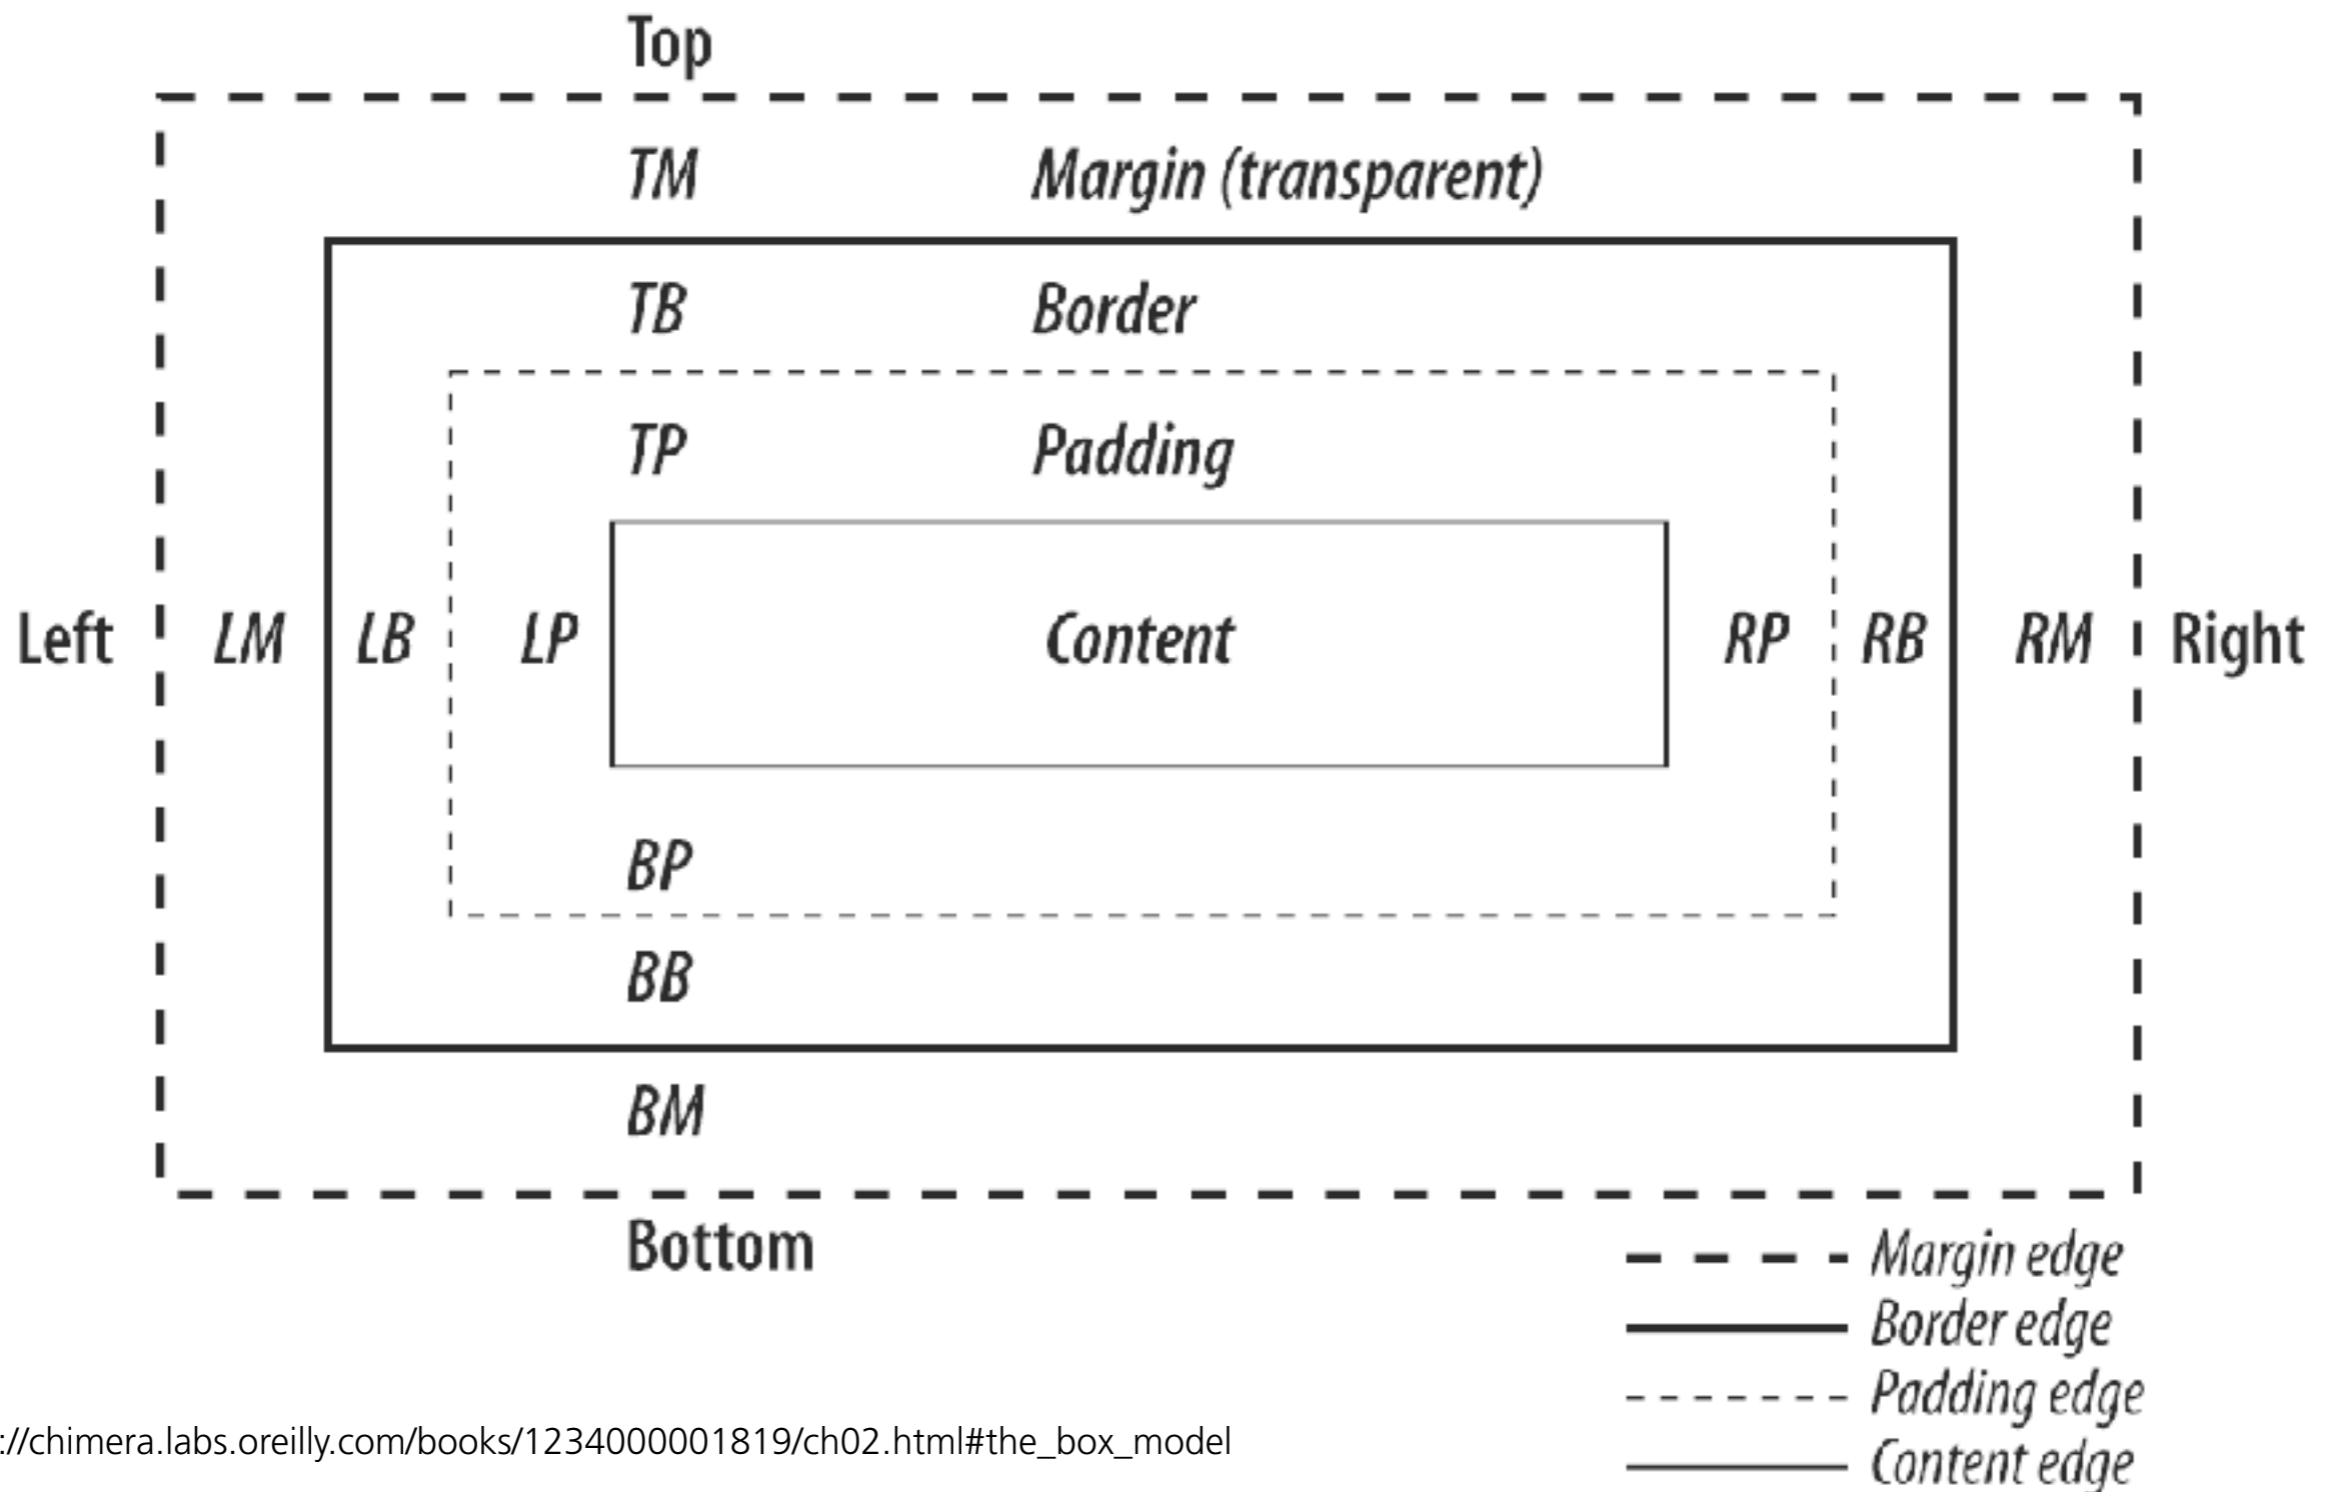 Top
TM Margin (transparent)
TB Border
TP Padding
Left LM LB LP Content RP RB RM Right
BP
BB
BM
Bottom
Margin edge
Border edge
Padding edge
://chimera.labs.oreilly.com/books/1234000001819/ch02.html#the_box_model
Content edge